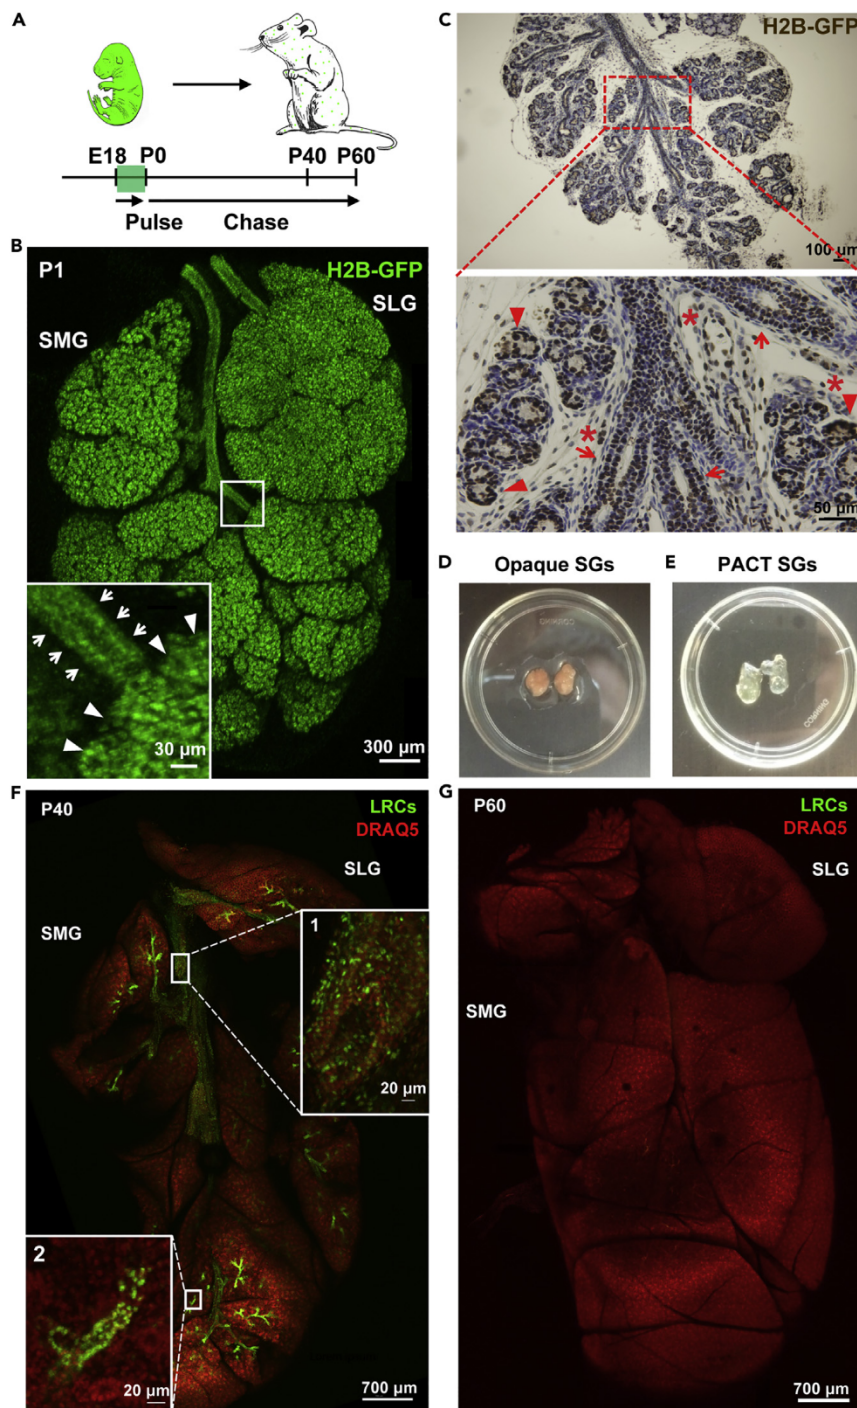 A
E18 P0 P40 P60
Pulse Chase
B
P1 H2B-GFP
SLG
SMG
30 µm
300 µm
C
H2B-GFP
100 µm
50 µm
D Opaque SGs
E PACT SGs
F
P40 LRCs
DRAQ5
SLG
SMG
1
20 µm
2
20 µm
700 µm
G
P60 LRCs
DRAQ5
SLG
SMG
700 µm